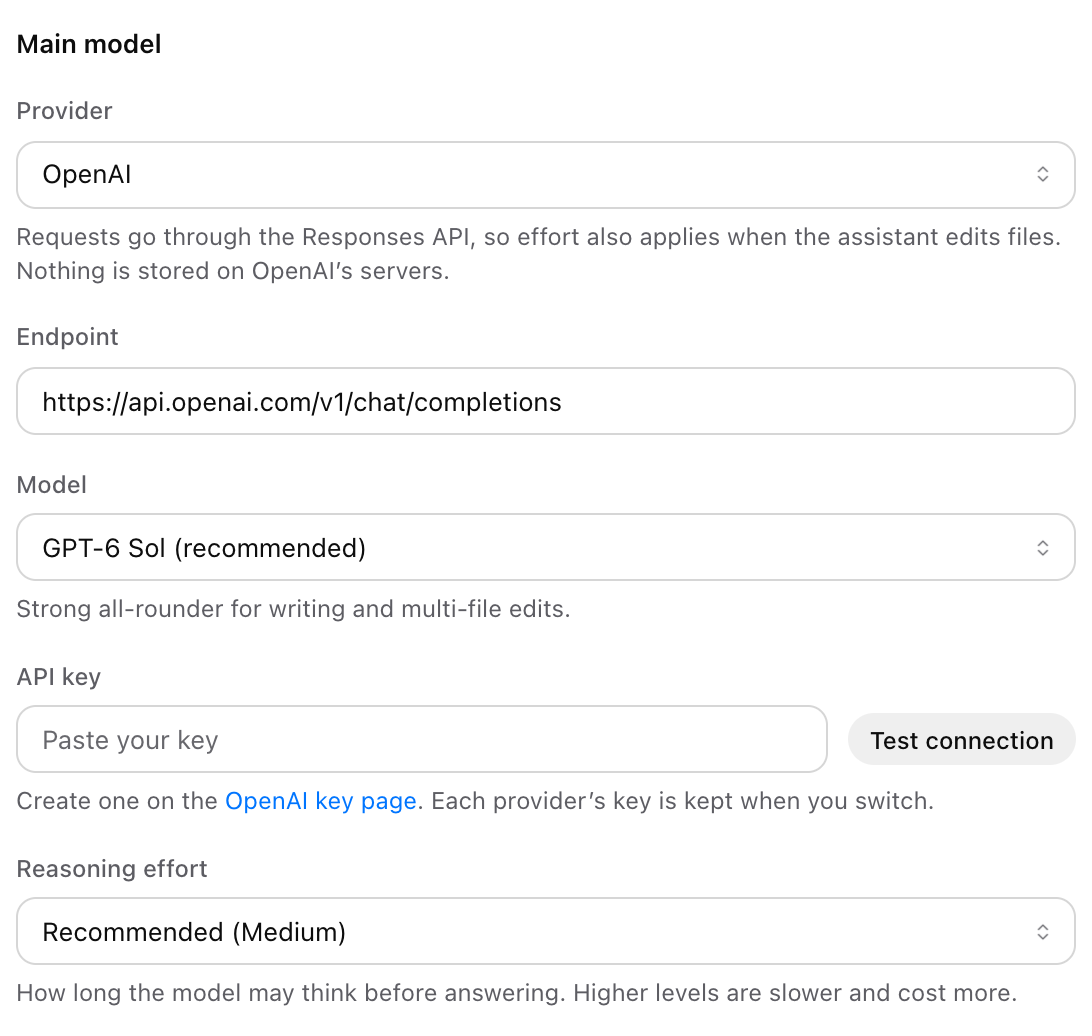 Main model
Provider
OpenAI
Requests go through the Responses API, so effort also applies when the assistant edits files.
Nothing is stored on OpenAI’s servers.
Endpoint
https://api.openai.com/v1/chat/completions
Model
GPT-6 Sol (recommended)
Strong all-rounder for writing and multi-file edits.
API key
Paste your key
Test connection
Create one on the OpenAI key page. Each provider’s key is kept when you switch.
Reasoning effort
Recommended (Medium)
How long the model may think before answering. Higher levels are slower and cost more.